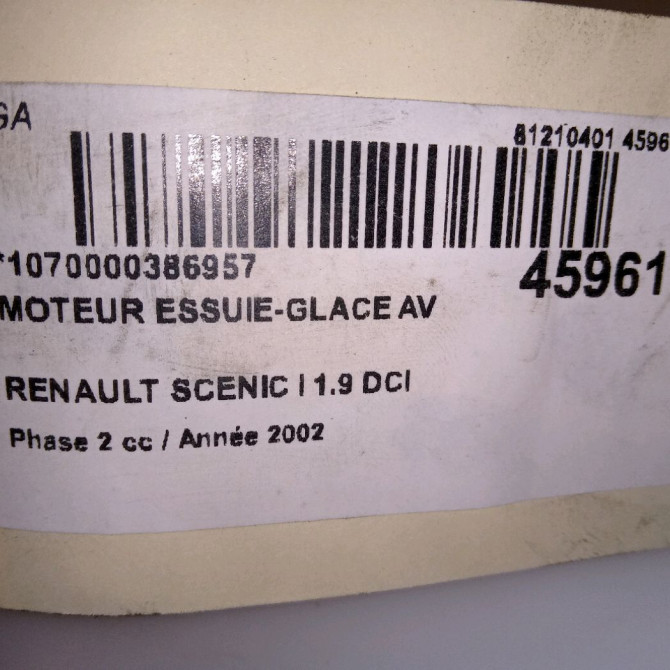 GA
81210401 4596
*1070000386957
45961
MOTEUR ESSUIE-GLACE AV
RENAULT SCENIC I 1.9 DCI
Phase 2 cc / Année 2002